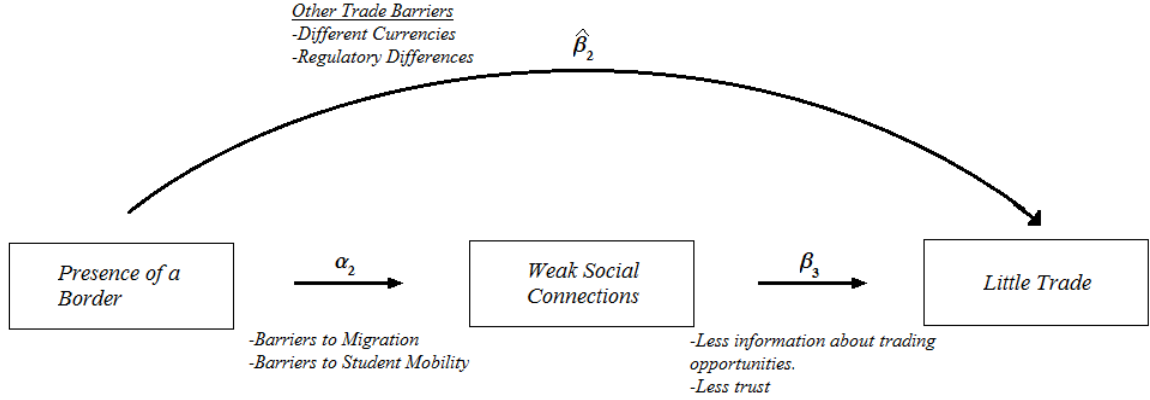 Other Trade Barriers
-Different Currencies
-Regulatory Differences
β̂₂
Presence of a
Border
α₂
-Barriers to Migration
-Barriers to Student Mobility
Weak Social
Connections
β₃
-Less information about trading
opportunities.
-Less trust
Little Trade